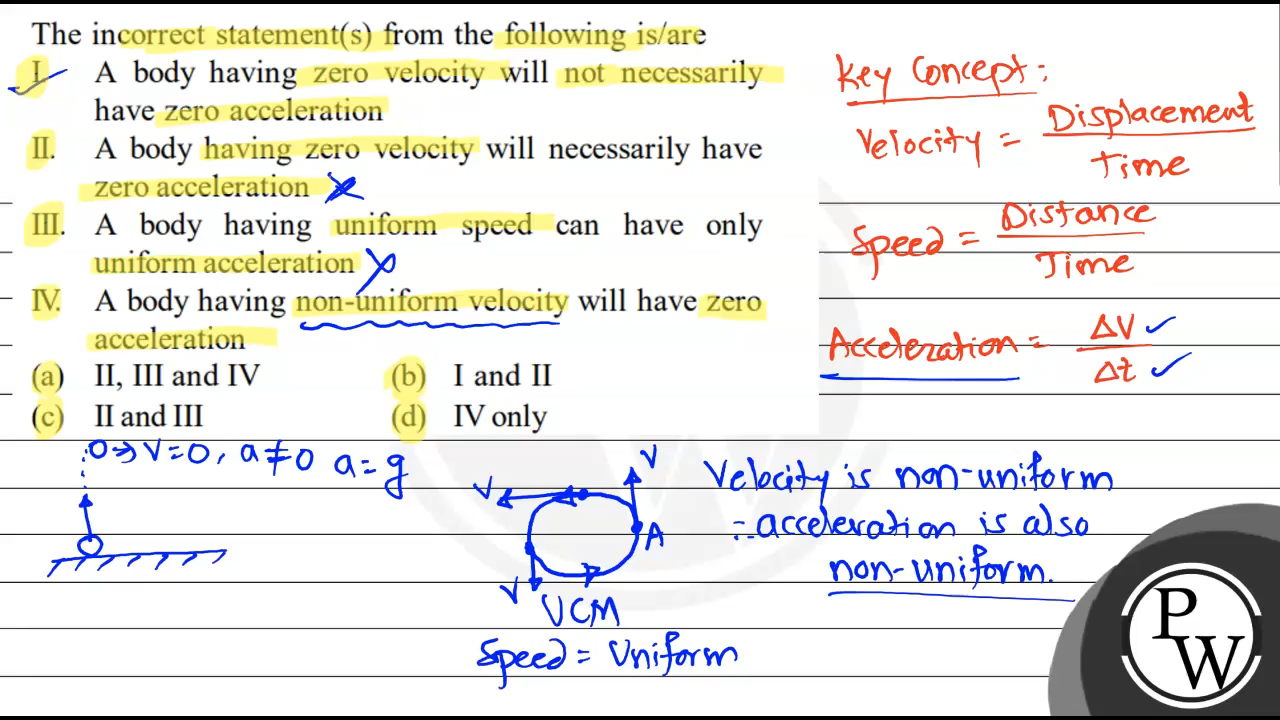 The incorrect statement(s) from the following is/are
I. A body having zero velocity will not necessarily
have zero acceleration
II. A body having zero velocity will necessarily have
zero acceleration
III. A body having uniform speed can have only
uniform acceleration
IV. A body having non-uniform velocity will have zero
acceleration
(a) II, III and IV (b) I and II
(c) II and III (d) IV only
Key Concept:
Velocity = Displacement / Time
Speed = Distance / Time
Acceleration = ΔV / Δt
O→ V=0, a≠0 a=g
V V
A
V
UCM
Speed = Uniform
Velocity is non-uniform
∴ acceleration is also
non-uniform.
P
W